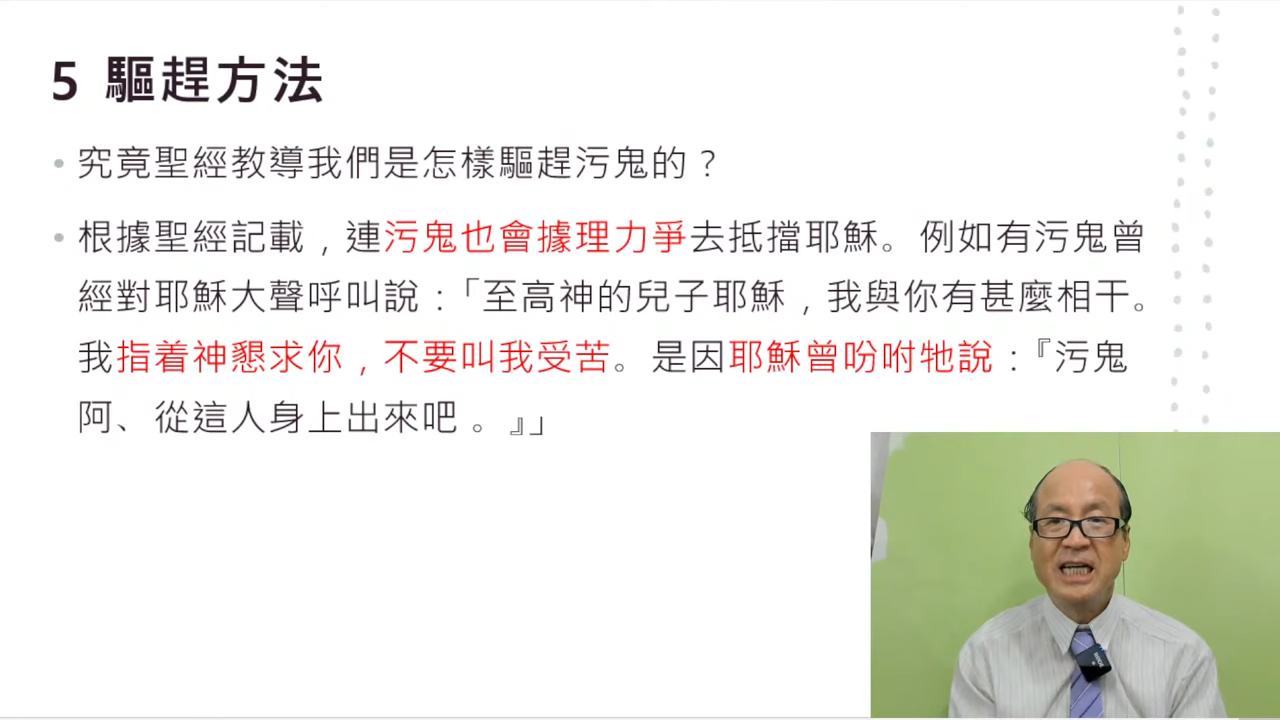 5 驅趕方法
• 究竟聖經教導我們是怎樣驅趕污鬼的？
• 根據聖經記載，連污鬼也會據理力爭去抵擋耶穌。例如有污鬼曾
經對耶穌大聲呼叫說：「至高神的兒子耶穌，我與你有甚麼相干。
我指着神懇求你，不要叫我受苦。是因耶穌曾吩咐牠說：『污鬼
阿、從這人身上出來吧 。』」